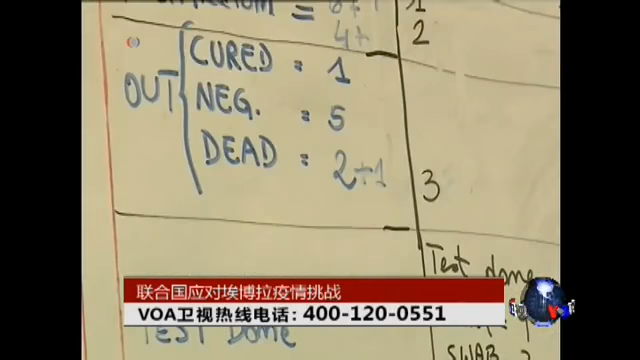 1
4+
2
CURED = 1
OUT
NEG. = 5
DEAD = 2+1
3
Test done
联合国应对埃博拉疫情挑战
VOA卫视热线电话：400-120-0551
TEST DONE
SWAB